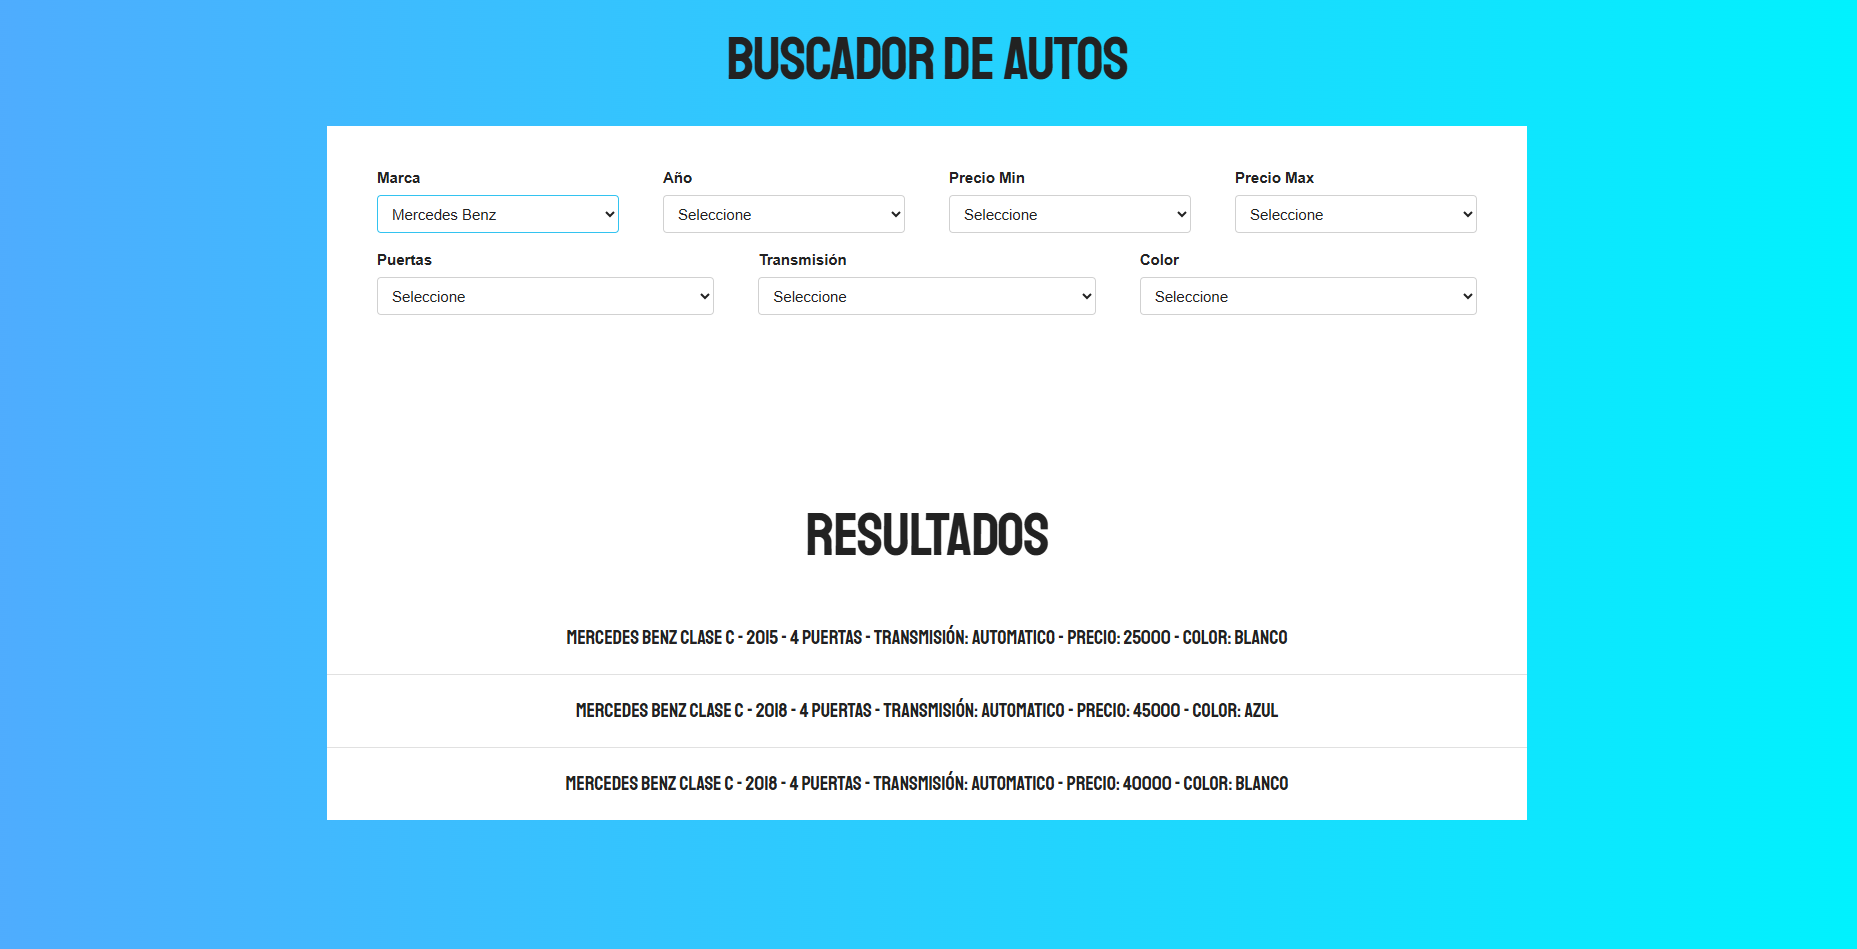 BUSCADOR DE AUTOS
Marca Año Precio Min Precio Max
Mercedes Benz Seleccione Seleccione Seleccione
Puertas Transmisión Color
Seleccione Seleccione Seleccione
RESULTADOS
MERCEDES BENZ CLASE C - 2015 - 4 PUERTAS - TRANSMISIÓN: AUTOMATICO - PRECIO: 25000 - COLOR: BLANCO
MERCEDES BENZ CLASE C - 2018 - 4 PUERTAS - TRANSMISIÓN: AUTOMATICO - PRECIO: 45000 - COLOR: AZUL
MERCEDES BENZ CLASE C - 2018 - 4 PUERTAS - TRANSMISIÓN: AUTOMATICO - PRECIO: 40000 - COLOR: BLANCO